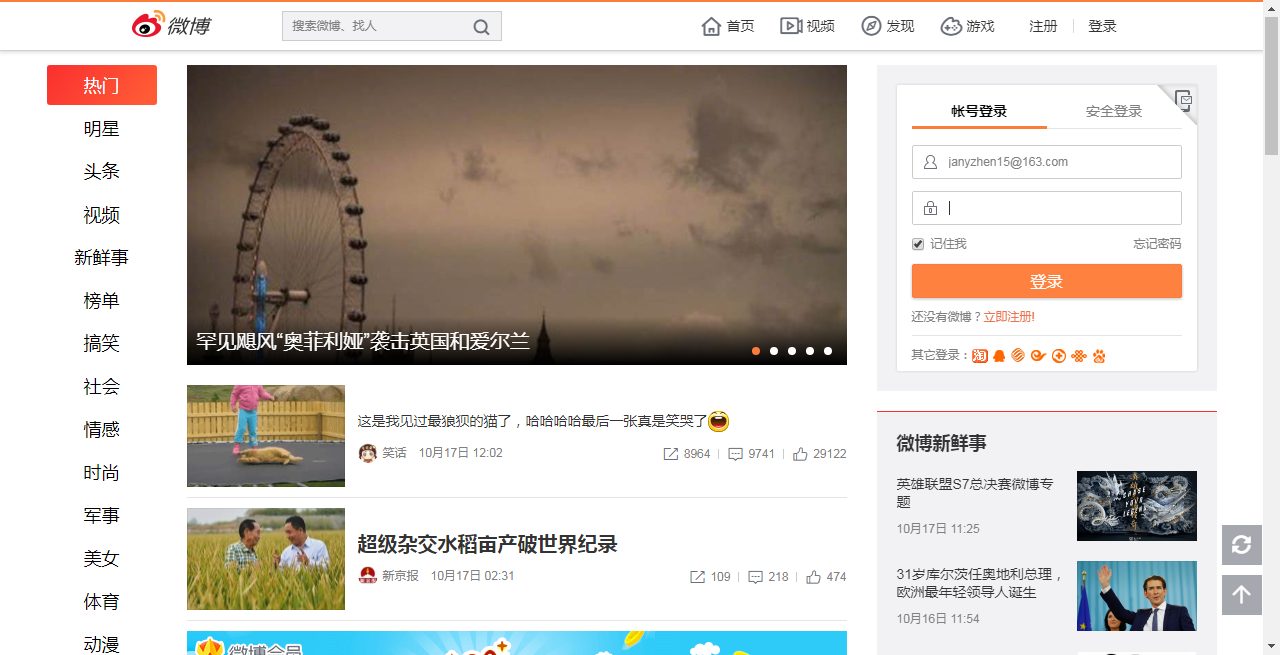 微博
搜索微博、找人
首页
视频
发现
游戏
注册
登录
热门
明星
头条
视频
新鲜事
榜单
搞笑
社会
情感
时尚
军事
美女
体育
动漫
罕见飓风“奥菲利娅”袭击英国和爱尔兰
这是我见过最狼狈的猫了，哈哈哈哈最后一张真是笑哭了
笑话 10月17日 12:02 8964 9741 29122
超级杂交水稻亩产破世界纪录
新京报 10月17日 02:31 109 218 474
微博会员
帐号登录 安全登录
janyzhen15@163.com
记住我 忘记密码
登录
还没有微博？立即注册!
其它登录：
淘
微博新鲜事
英雄联盟S7总决赛微博专
题
10月17日 11:25
31岁库尔茨任奥地利总理，
欧洲最年轻领导人诞生
10月16日 11:54